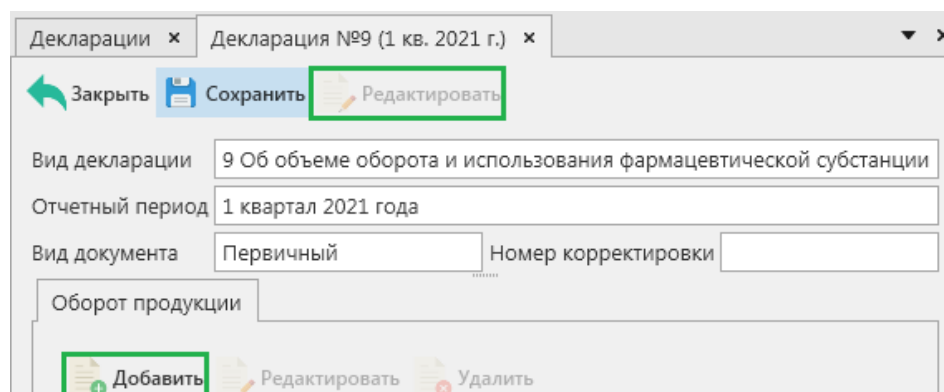 Декларации × Декларация №9 (1 кв. 2021 г.) ×
Закрыть Сохранить Редактировать
Вид декларации 9 Об объеме оборота и использования фармацевтической субстанции
Отчетный период 1 квартал 2021 года
Вид документа Первичный Номер корректировки
Оборот продукции
Добавить Редактировать Удалить